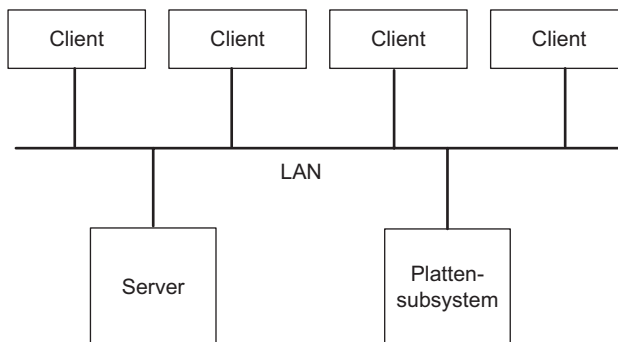 Client
Client
Client
Client
LAN
Server
Platten-
subsystem